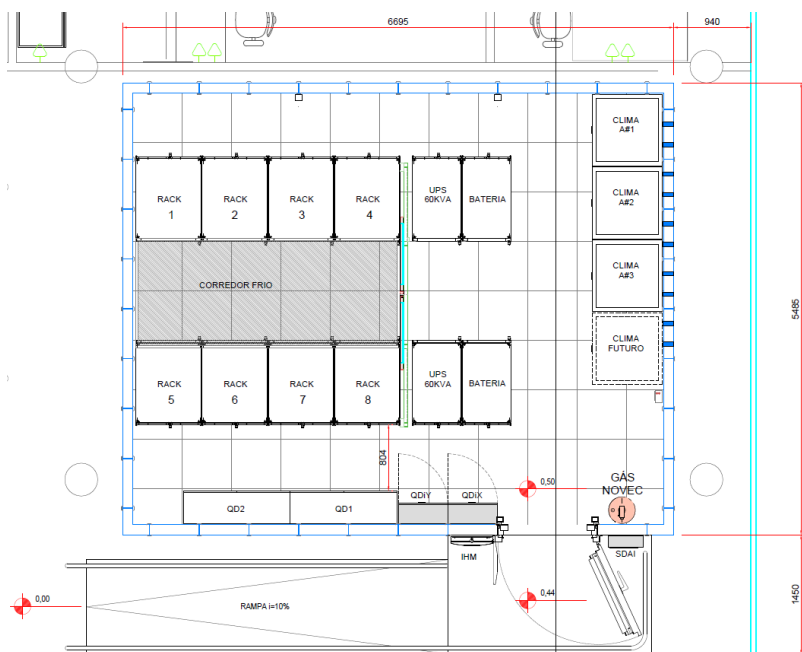 6695
940
CLIMA
A#1
RACK
1
RACK
2
RACK
3
RACK
4
UPS
60KVA
BATERIA
CLIMA
A#2
CLIMA
A#3
CORREDOR FRIO
5485
CLIMA
FUTURO
RACK
5
RACK
6
RACK
7
RACK
8
UPS
60KVA
BATERIA
804
QDIY
QDIX
0,50
GÁS
NOVEC
QD2
QD1
IHM
SDAI
0,00
RAMPA i=10%
0,44
1450